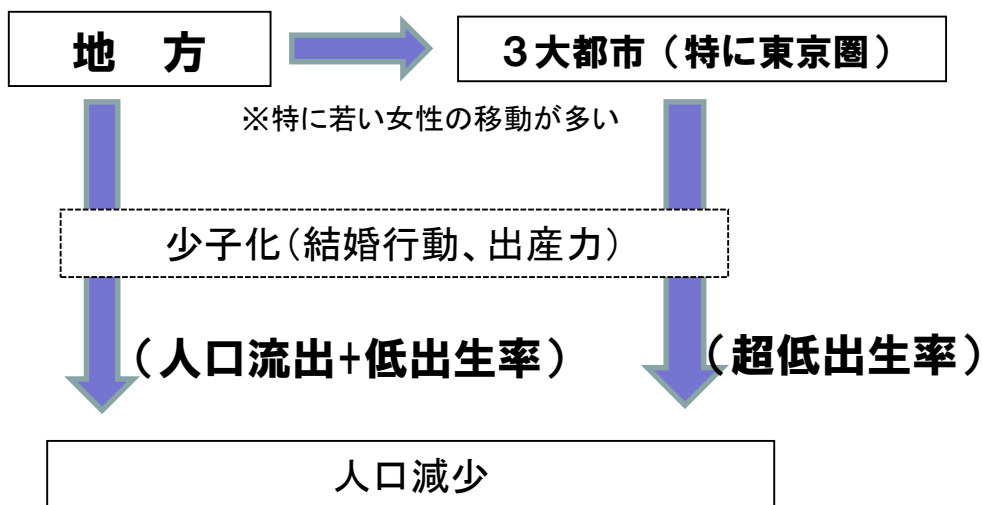 地　方
３大都市（特に東京圏）
※特に若い女性の移動が多い
少子化（結婚行動、出産力）
（人口流出+低出生率）
（超低出生率）
人口減少